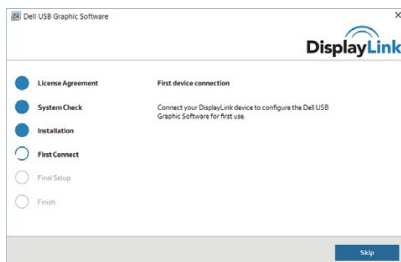 Dell USB Graphic Software
DisplayLink
License Agreement
System Check
Installation
First Connect
Final Setup
Finish
First device connection
Connect your DisplayLink device to configure the Dell USB
Graphic Software for first use.
Skip